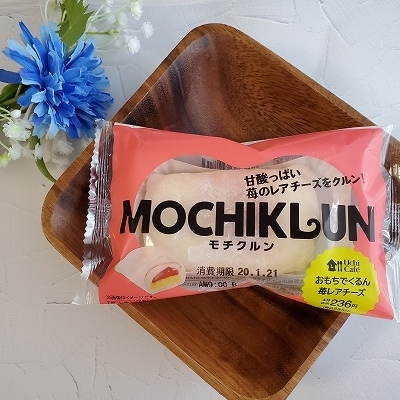 甘酸っぱい
苺のレアチーズをクルン!
MOCHIKLUN
モチクルン
消費期限 20.1.21
AM9:00 B
Uchi
Café
おもちでくるん
苺レアチーズ
236円